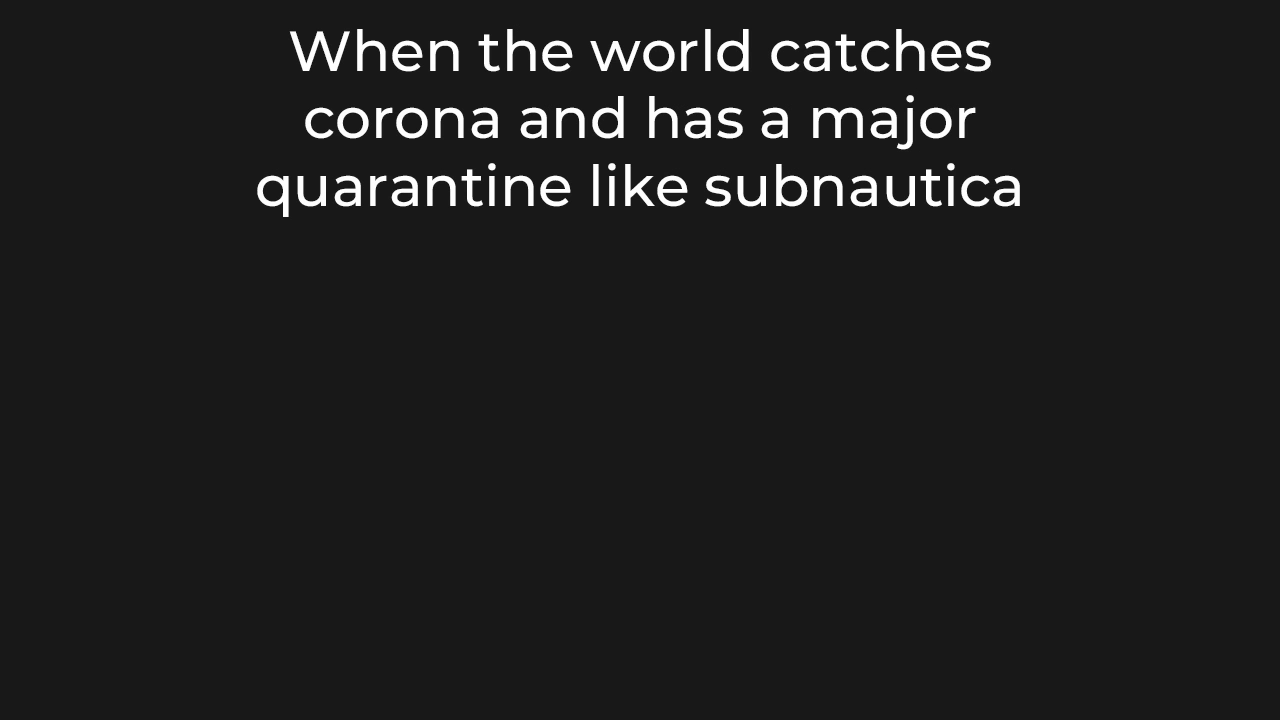 When the world catches
corona and has a major
quarantine like subnautica